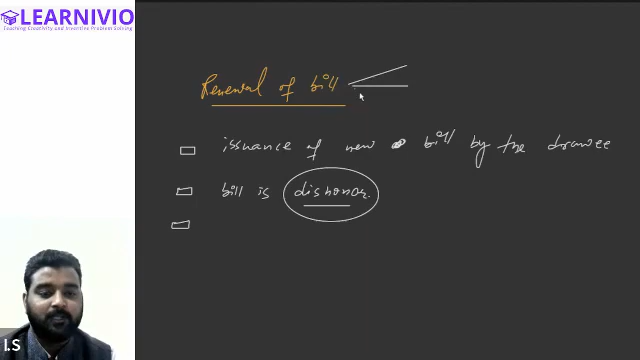 LEARNIVIO
Teaching Creativity and Inventive Problem Solving
Renewal of bill
issuance of new bill by the drawee
bill is dishonor.
I.S